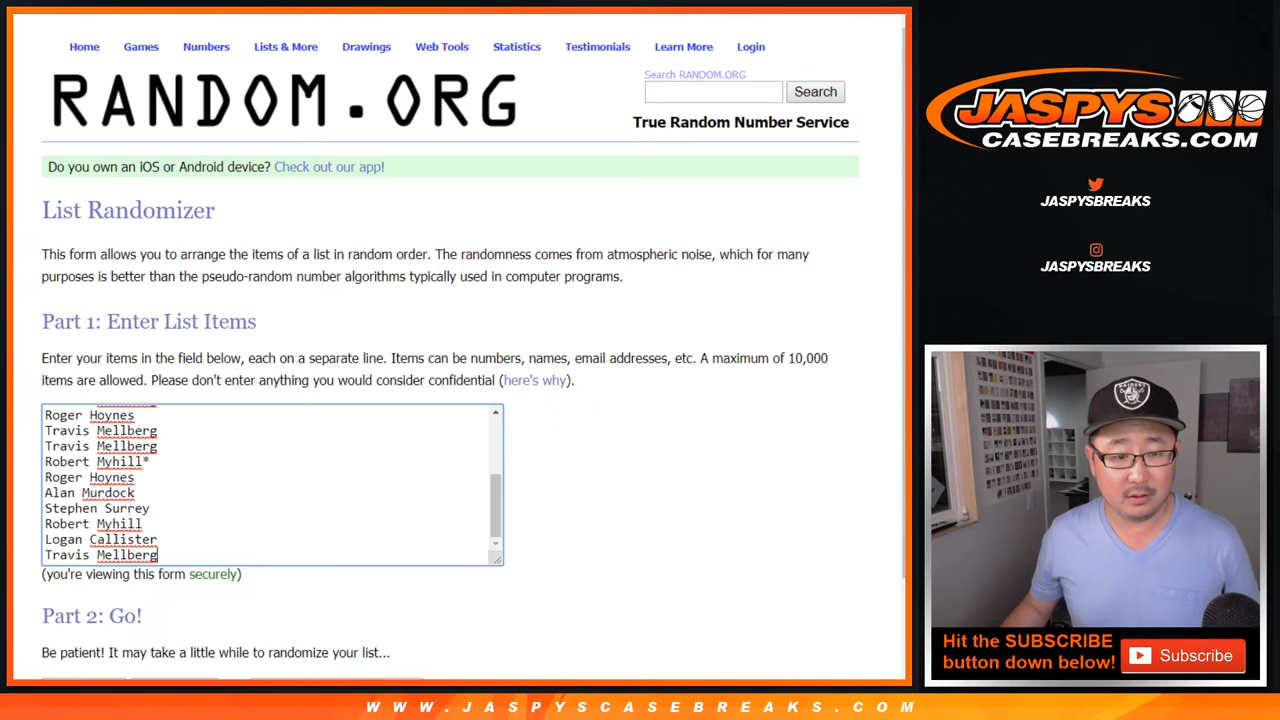 Home Games Numbers Lists & More Drawings Web Tools Statistics Testimonials Learn More Login
RANDOM.ORG
Search RANDOM.ORG
Search
True Random Number Service
Do you own an iOS or Android device? Check out our app!
List Randomizer
This form allows you to arrange the items of a list in random order. The randomness comes from atmospheric noise, which for many
purposes is better than the pseudo-random number algorithms typically used in computer programs.
Part 1: Enter List Items
Enter your items in the field below, each on a separate line. Items can be numbers, names, email addresses, etc. A maximum of 10,000
items are allowed. Please don't enter anything you would consider confidential (here's why).
Roger Hoynes
Travis Mellberg
Travis Mellberg
Robert Myhill*
Roger Hoynes
Alan Murdock
Stephen Surrey
Robert Myhill
Logan Callister
Travis Mellberg
(you're viewing this form securely)
Part 2: Go!
Be patient! It may take a little while to randomize your list...
JASPYS
CASEBREAKS.COM
JASPYSBREAKS
JASPYSBREAKS
RAIDERS
Hit the SUBSCRIBE
button down below!
Subscribe
WWW.JASPYSCASEBREAKS.COM